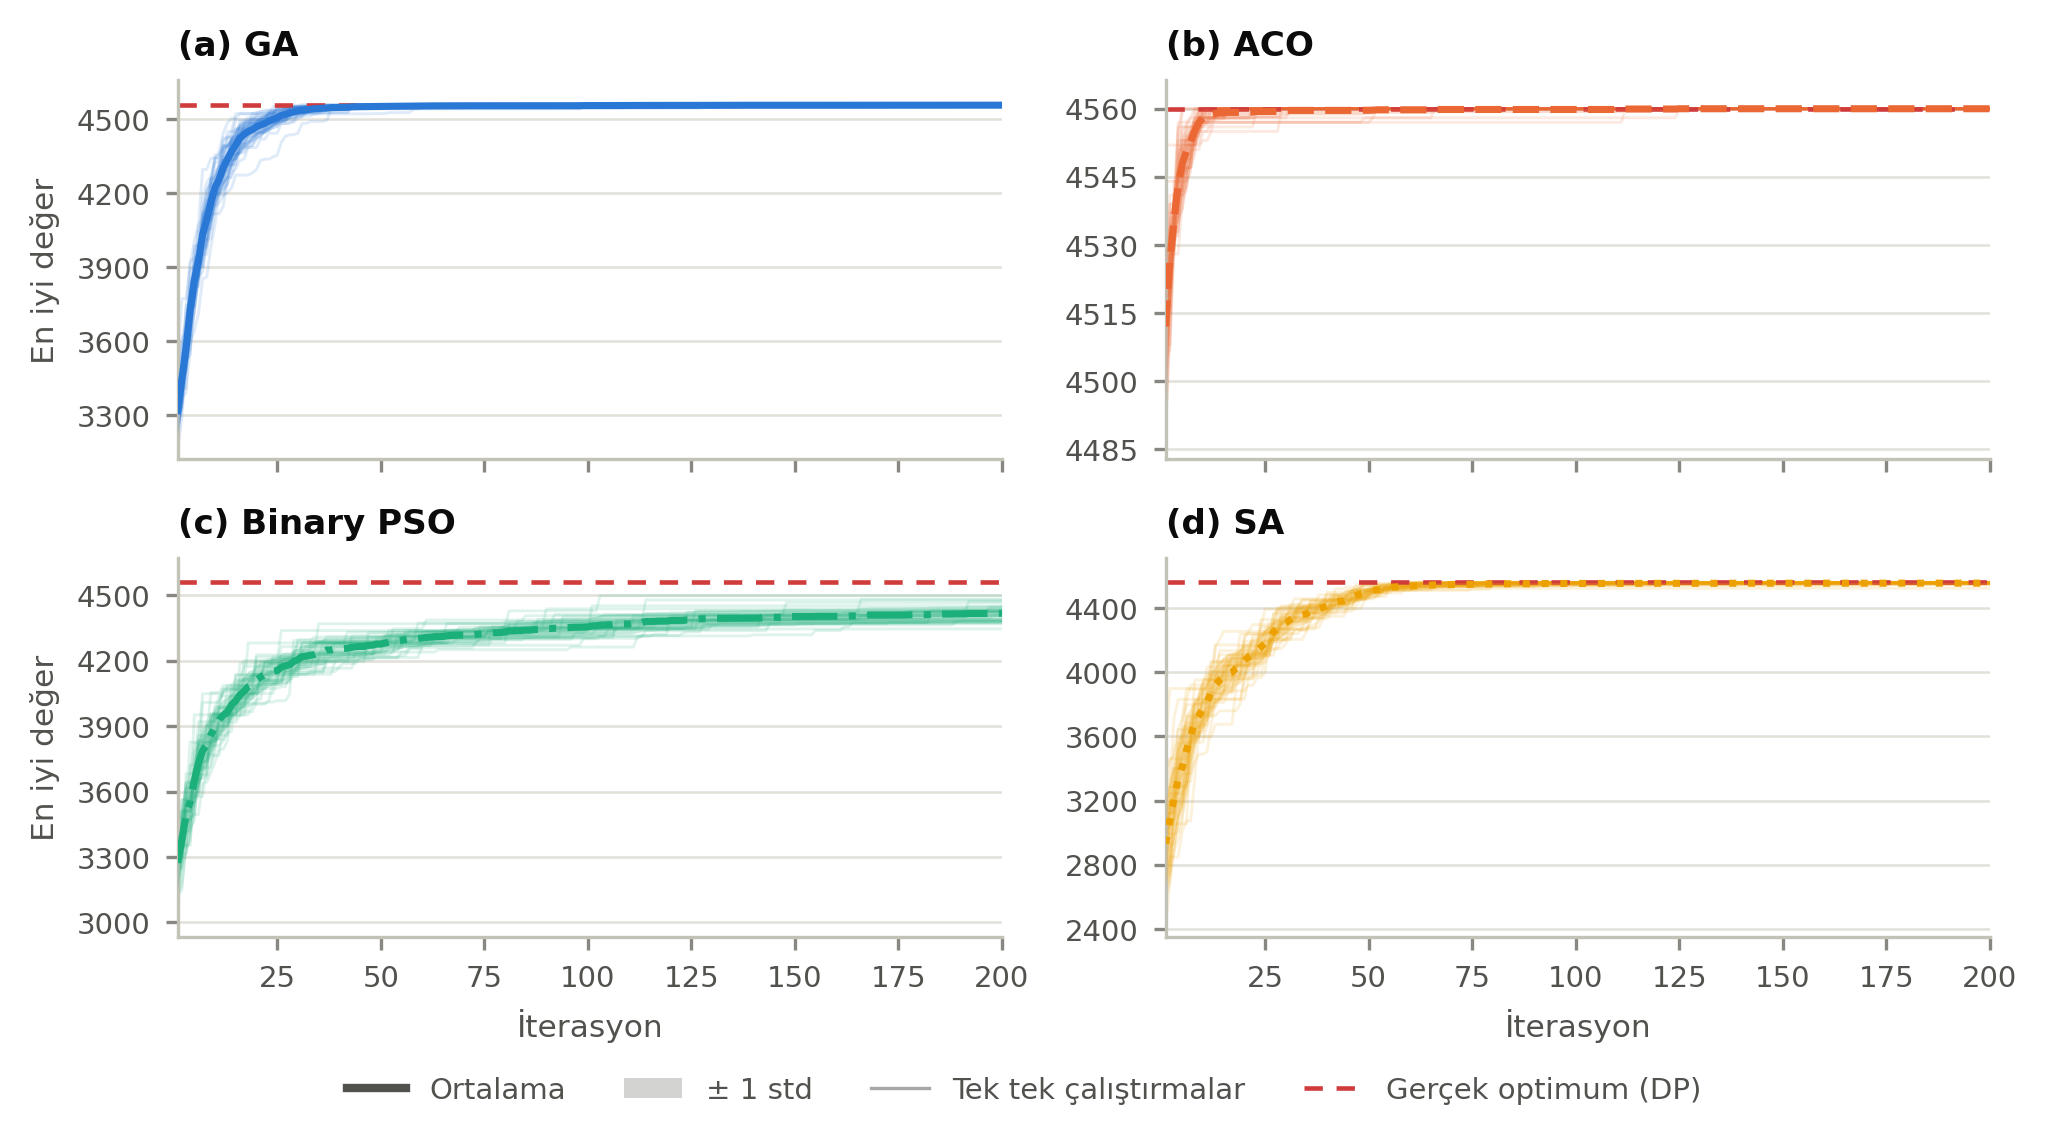 (a) GA
En iyi değer
4500
4200
3900
3600
3300
(b) ACO
4560
4545
4530
4515
4500
4485
(c) Binary PSO
En iyi değer
4500
4200
3900
3600
3300
3000
25 50 75 100 125 150 175 200
İterasyon
(d) SA
4400
4000
3600
3200
2800
2400
25 50 75 100 125 150 175 200
İterasyon
Ortalama ± 1 std Tek tek çalıştırmalar Gerçek optimum (DP)